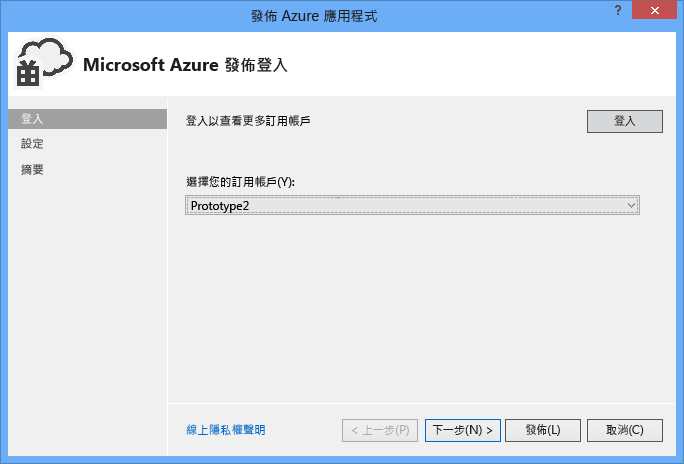 發佈 Azure 應用程式
?
Microsoft Azure 發佈登入
登入
設定
摘要
登入以查看更多訂用帳戶
登入
選擇您的訂用帳戶(Y):
Prototype2
線上隱私權聲明
< 上一步(P)
下一步(N) >
發佈(L)
取消(C)